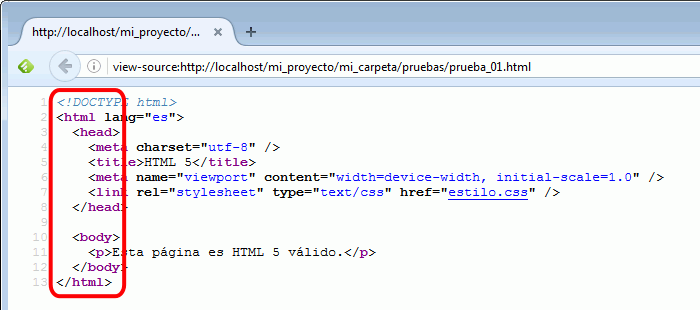 http://localhost/mi_proyecto/...
view-source:http://localhost/mi_proyecto/mi_carpeta/pruebas/prueba_01.html
1 <!DOCTYPE html>
2 <html lang="es">
3 <head>
4 <meta charset="utf-8" />
5 <title>HTML 5</title>
6 <meta name="viewport" content="width=device-width, initial-scale=1.0" />
7 <link rel="stylesheet" type="text/css" href="estilo.css" />
8 </head>
9
10 <body>
11 <p>Esta página es HTML 5 válido.</p>
12 </body>
13 </html>